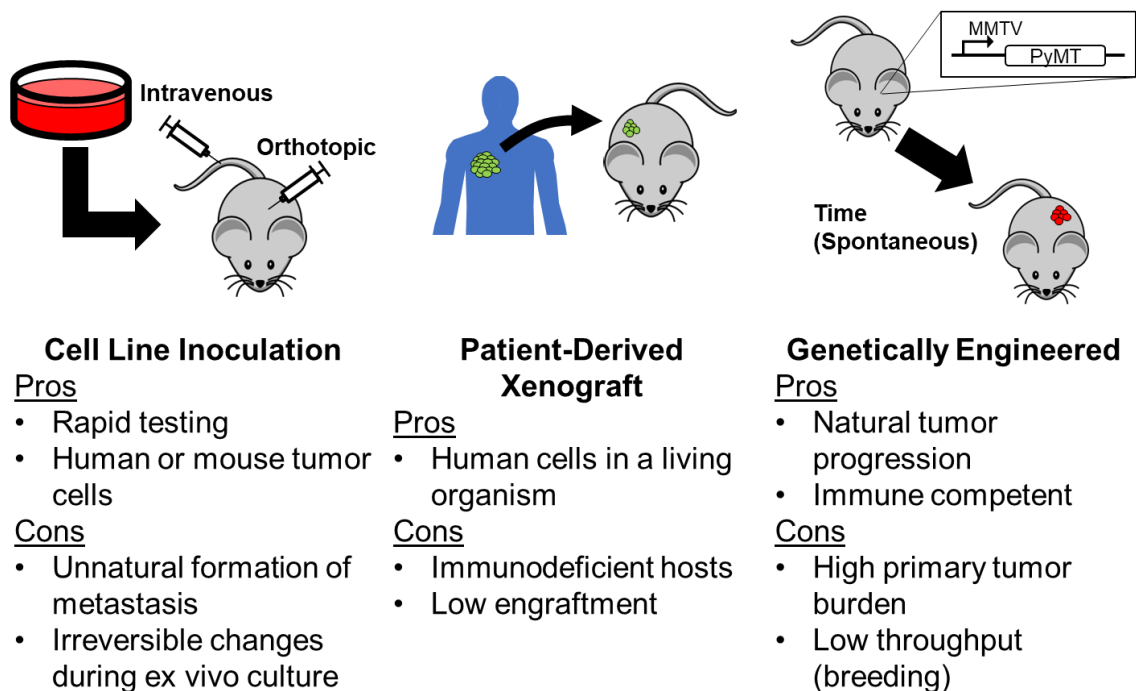 Intravenous
Orthotopic
MMTV
PyMT
Time
(Spontaneous)
Cell Line Inoculation
Pros
• Rapid testing
• Human or mouse tumor
cells
Cons
• Unnatural formation of
metastasis
• Irreversible changes
during ex vivo culture
Patient-Derived
Xenograft
Pros
• Human cells in a living
organism
Cons
• Immunodeficient hosts
• Low engraftment
Genetically Engineered
Pros
• Natural tumor
progression
• Immune competent
Cons
• High primary tumor
burden
• Low throughput
(breeding)